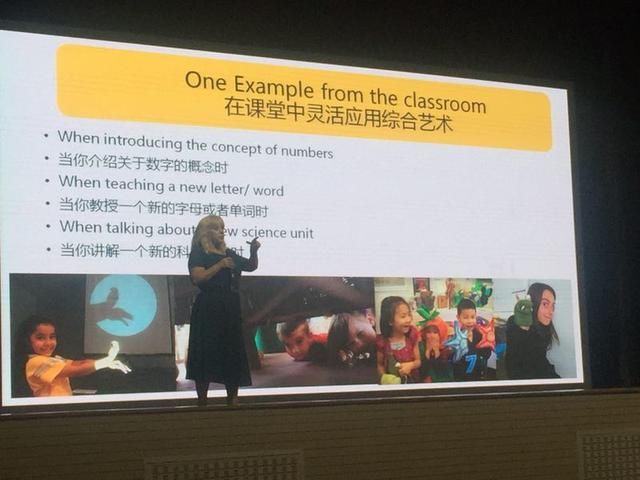 One Example from the classroom
在课堂中灵活应用综合艺术
• When introducing the concept of numbers
• 当你介绍关于数字的概念时
• When teaching a new letter/ word
• 当你教授一个新的字母或者单词时
• When talking about ew science unit
• 当你讲解一个新的科 时
7